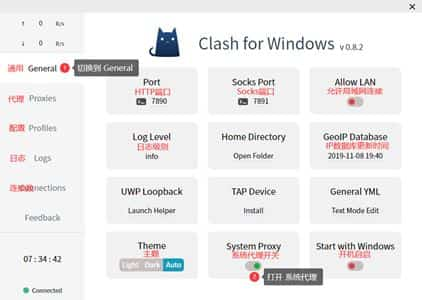 ↑ 0 B/s
↓ 0 B/s
Clash for Windows v 0.8.2
通用 General 1 切换到 General
代理 Proxies
配置 Profiles
日志 Logs
连接数 Connections
Feedback
07 : 34 : 42
Connected
Port
HTTP端口
7890
Socks Port
Socks端口
7891
Allow LAN
允许局域网连接
Log Level
日志级别
info
Home Directory
Open Folder
GeoIP Database
IP数据库更新时间
2019-11-08 19:40
UWP Loopback
Launch Helper
TAP Device
Install
General YML
Text Mode Edit
Theme
主题
Light Dark Auto
System Proxy
系统代理开关
Start with Windows
开机启动
2 打开 系统代理